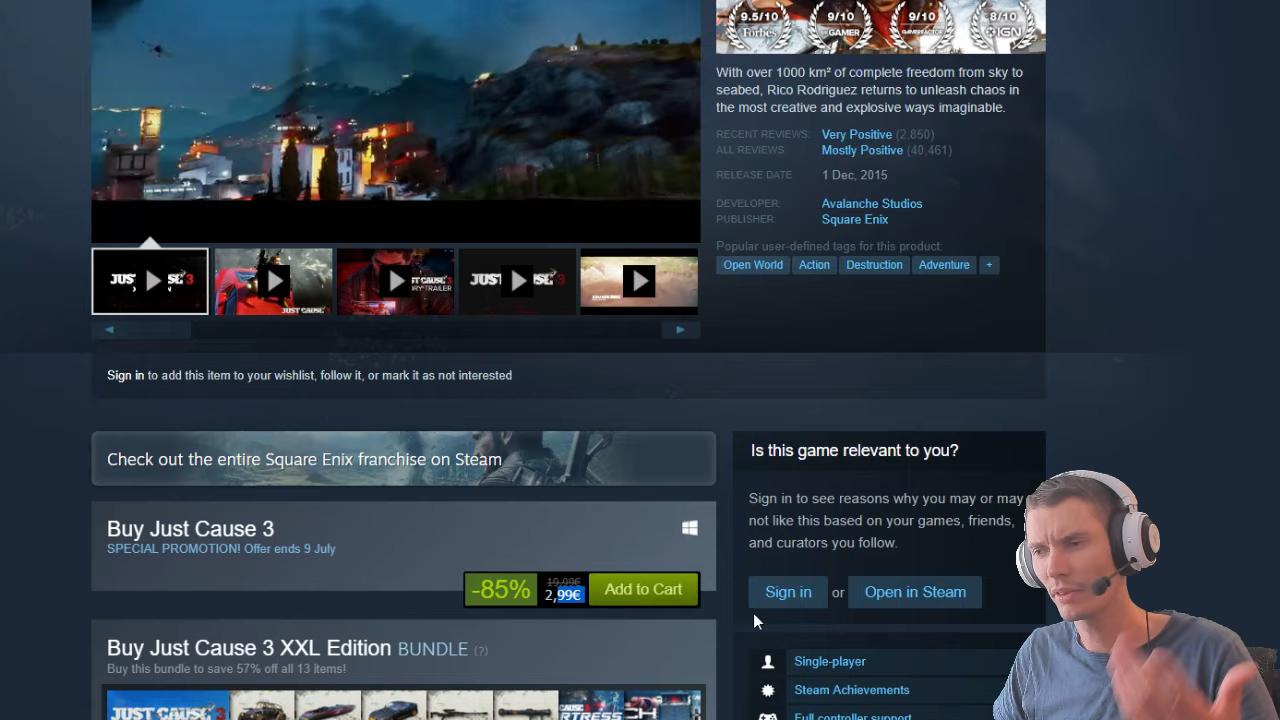 9.5/10 9/10 9/10 8/10
Forbes GAMER GAMEREACTOR IGN
With over 1000 km² of complete freedom from sky to
seabed, Rico Rodriguez returns to unleash chaos in
the most creative and explosive ways imaginable.
RECENT REVIEWS: Very Positive (2,850)
ALL REVIEWS: Mostly Positive (40,461)
RELEASE DATE 1 Dec, 2015
DEVELOPER: Avalanche Studios
PUBLISHER: Square Enix
Popular user-defined tags for this product:
Open World Action Destruction Adventure +
Sign in to add this item to your wishlist, follow it, or mark it as not interested
Check out the entire Square Enix franchise on Steam
Is this game relevant to you?
Sign in to see reasons why you may or may
not like this based on your games, friends,
and curators you follow.
Sign in or Open in Steam
Buy Just Cause 3
SPECIAL PROMOTION! Offer ends 9 July
-85% 19,99€ 2,99€ Add to Cart
Buy Just Cause 3 XXL Edition BUNDLE (?)
Buy this bundle to save 57% off all 13 items!
JUST CAUSE 3
Single-player
Steam Achievements
Full controller support